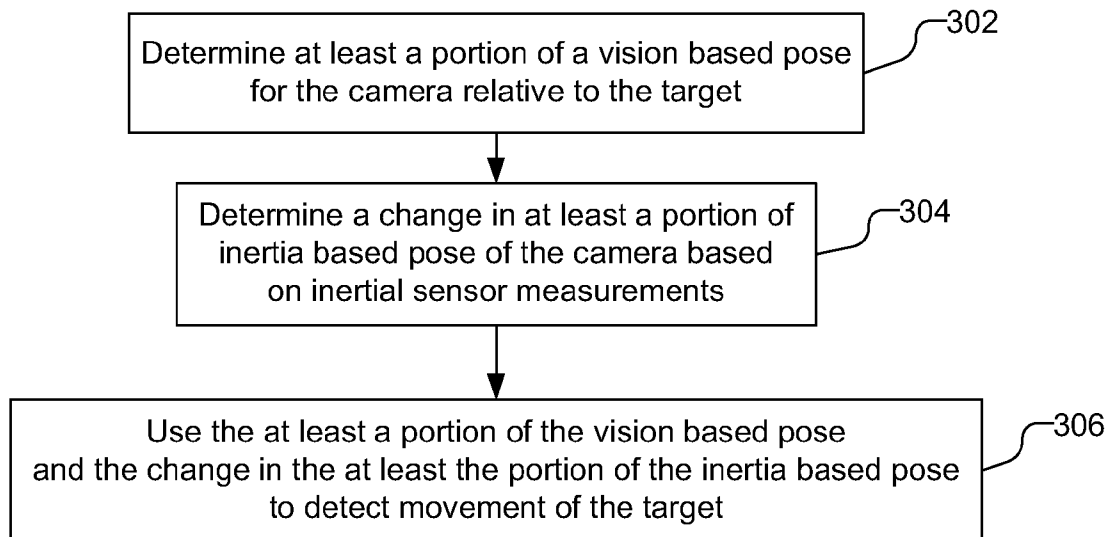 Determine at least a portion of a vision based pose
for the camera relative to the target
302
Determine a change in at least a portion of
inertia based pose of the camera based
on inertial sensor measurements
304
Use the at least a portion of the vision based pose
and the change in the at least the portion of the inertia based pose
to detect movement of the target
306